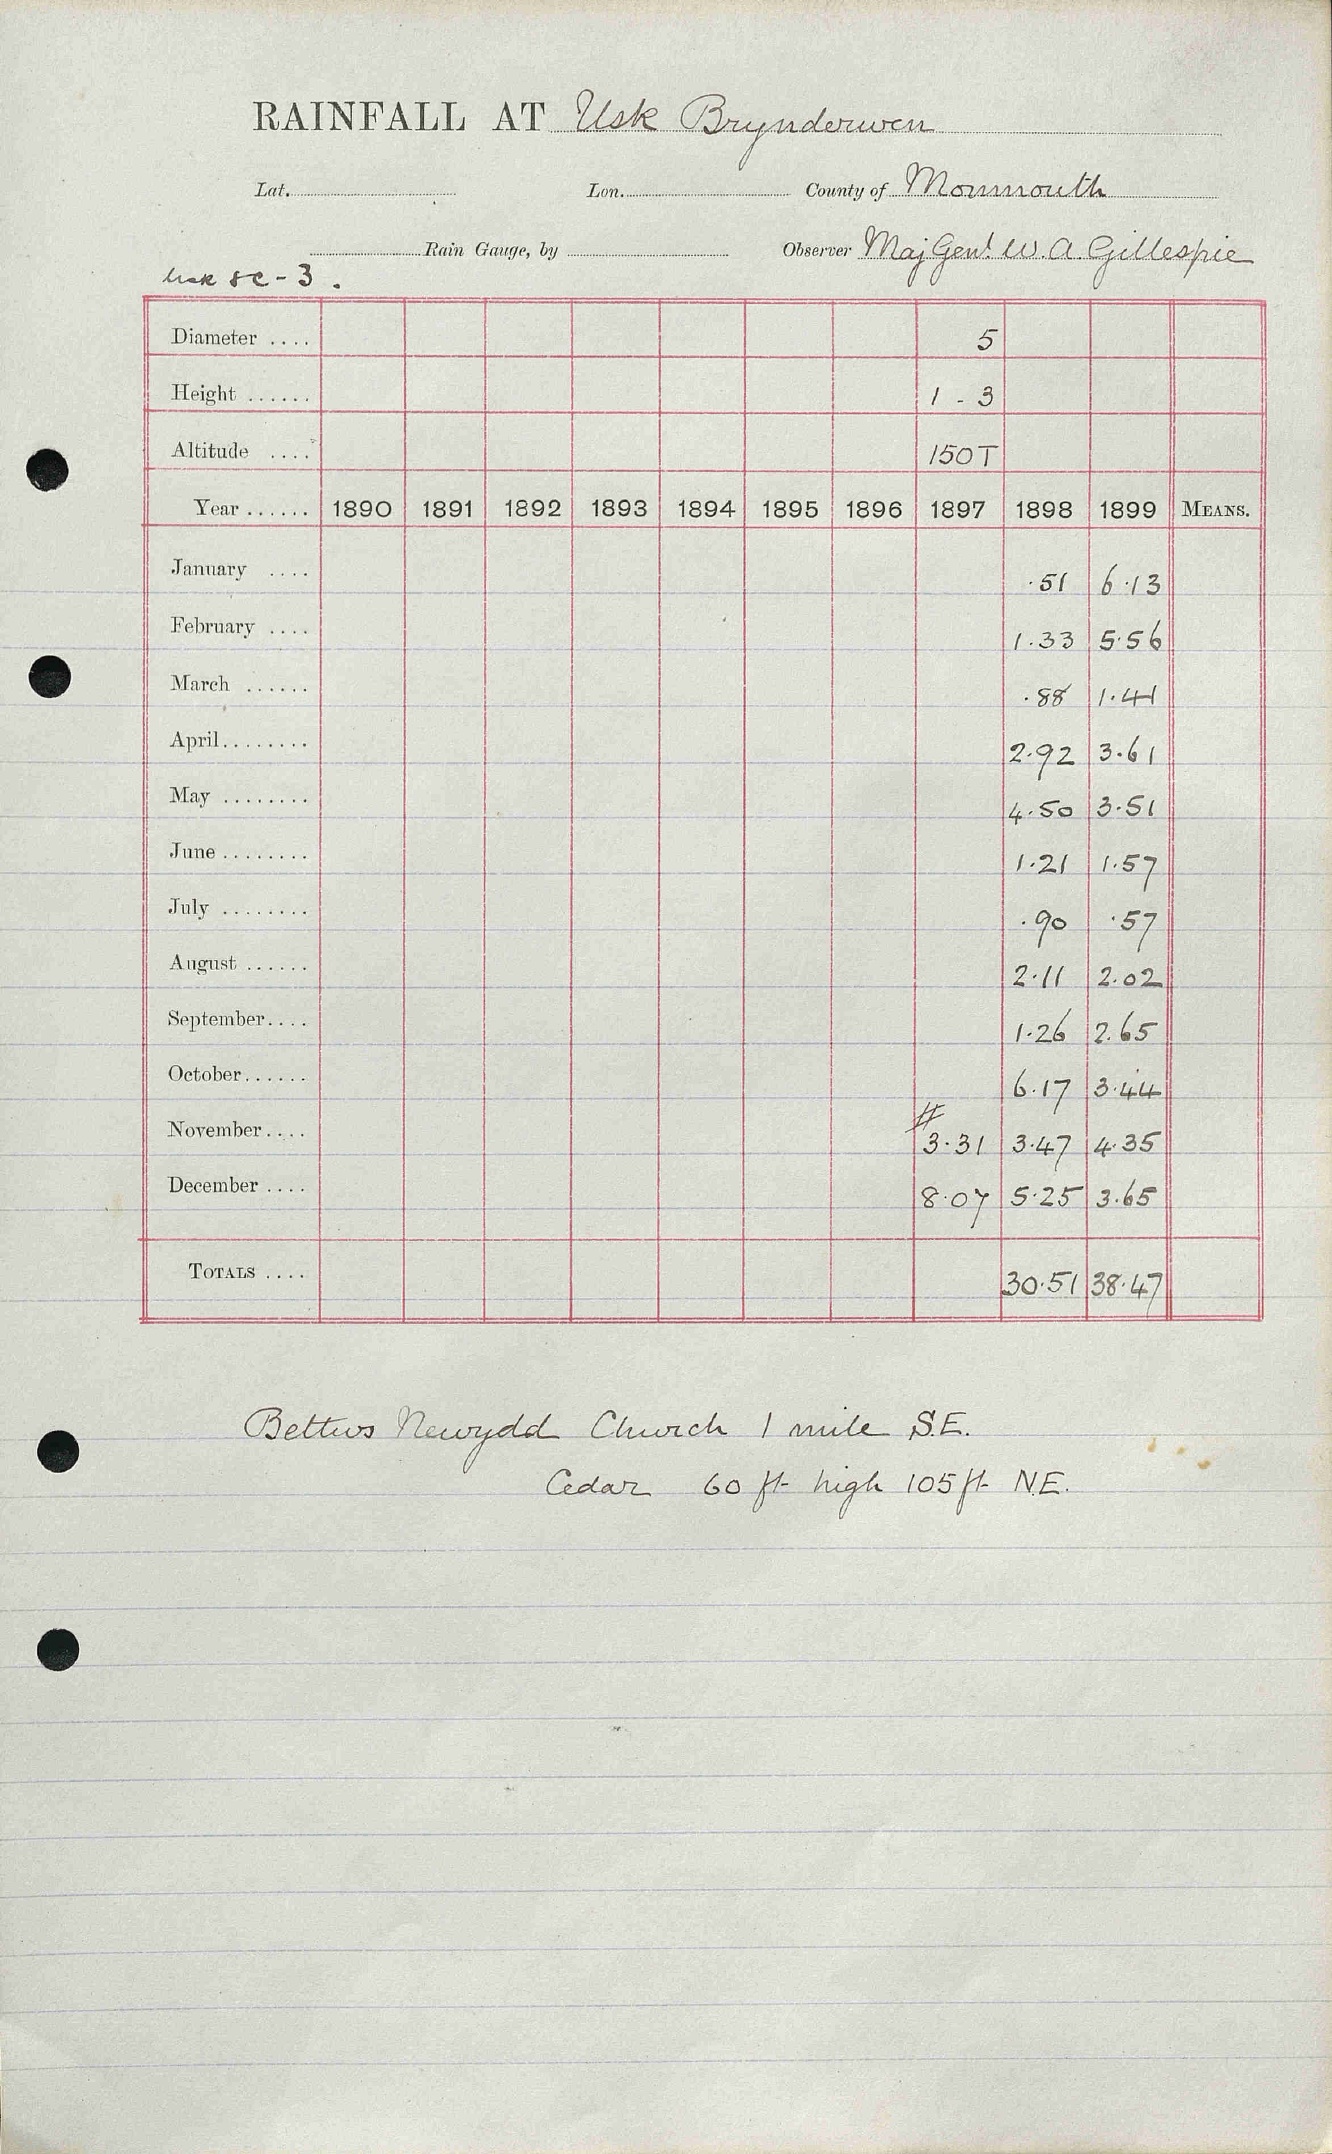 RAINFALL AT Usk Brynderwen
Lat. Lon. County of Monmouth
Rain Gauge, by Observer Maj Genl. W. A. Gillespie
Usk 8c - 3.
Diameter .... 5
Height ...... 1 - 3
Altitude .... 150T
Year ...... 1890 1891 1892 1893 1894 1895 1896 1897 1898 1899 MEANS.
January .... .51 6.13
February .... 1.33 5.56
March ...... .88 1.41
April........ 2.92 3.61
May ........ 4.50 3.51
June ........ 1.21 1.57
July ........ .90 .57
August ...... 2.11 2.02
September.... 1.26 2.65
October...... 6.17 3.44
#
November.... 3.31 3.47 4.35
December .... 8.07 5.25 3.65
TOTALS .... 30.51 38.47
Bettws Newydd Church 1 mile S.E.
Cedar 60 ft high 105 ft N.E.